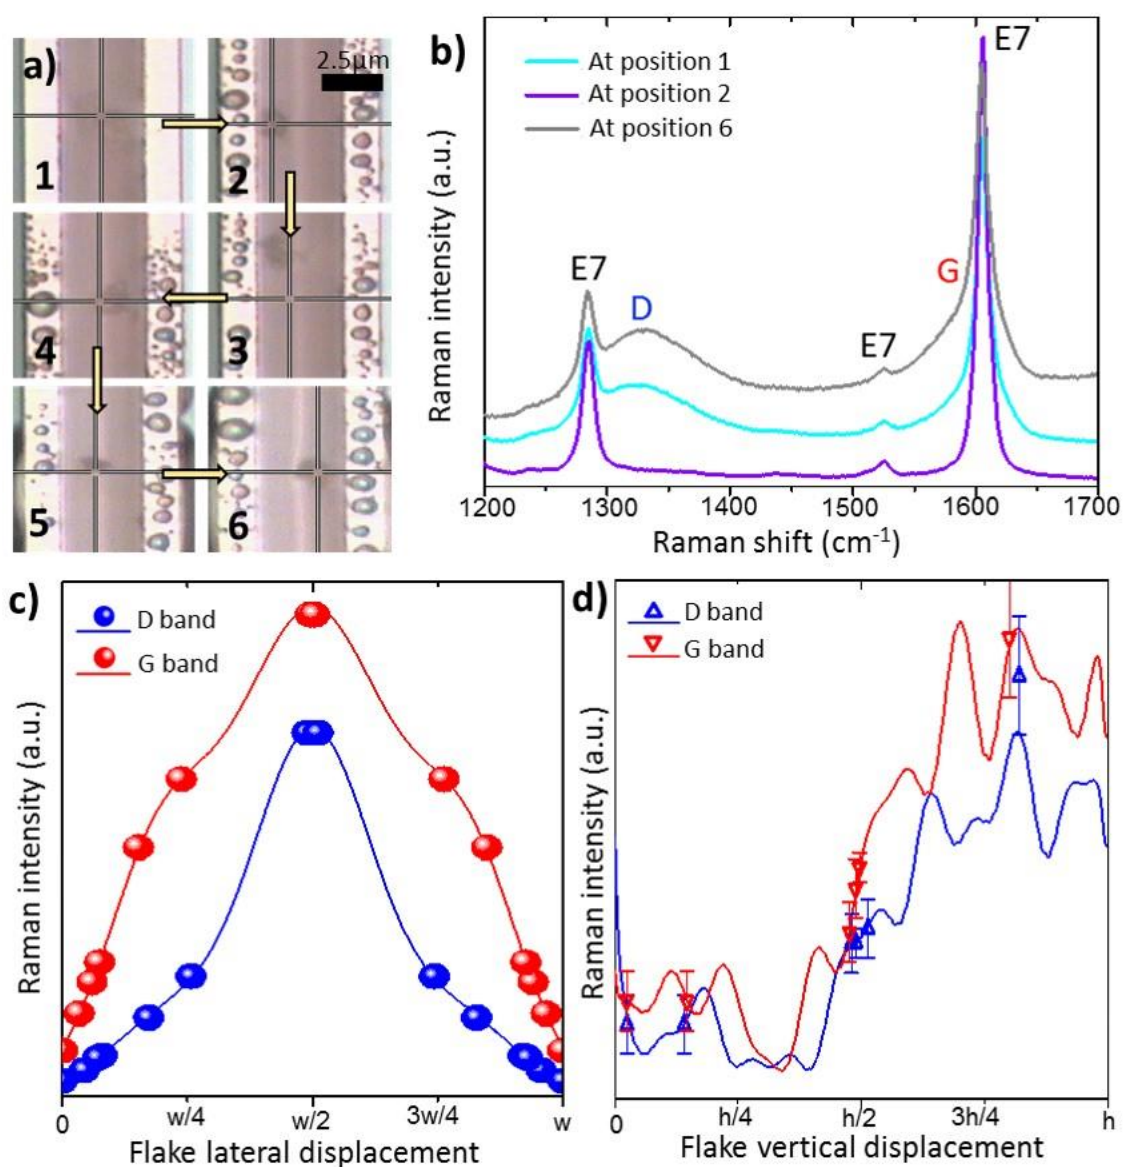 a)
2.5µm
1
2
4
3
5
6
b)
At position 1
At position 2
At position 6
E7
E7
D
E7
G
Raman intensity (a.u.)
1200 1300 1400 1500 1600 1700
Raman shift (cm⁻¹)
c)
D band
G band
Raman intensity (a.u.)
0 w/4 w/2 3w/4 w
Flake lateral displacement
d)
D band
G band
Raman intensity (a.u.)
0 h/4 h/2 3h/4 h
Flake vertical displacement